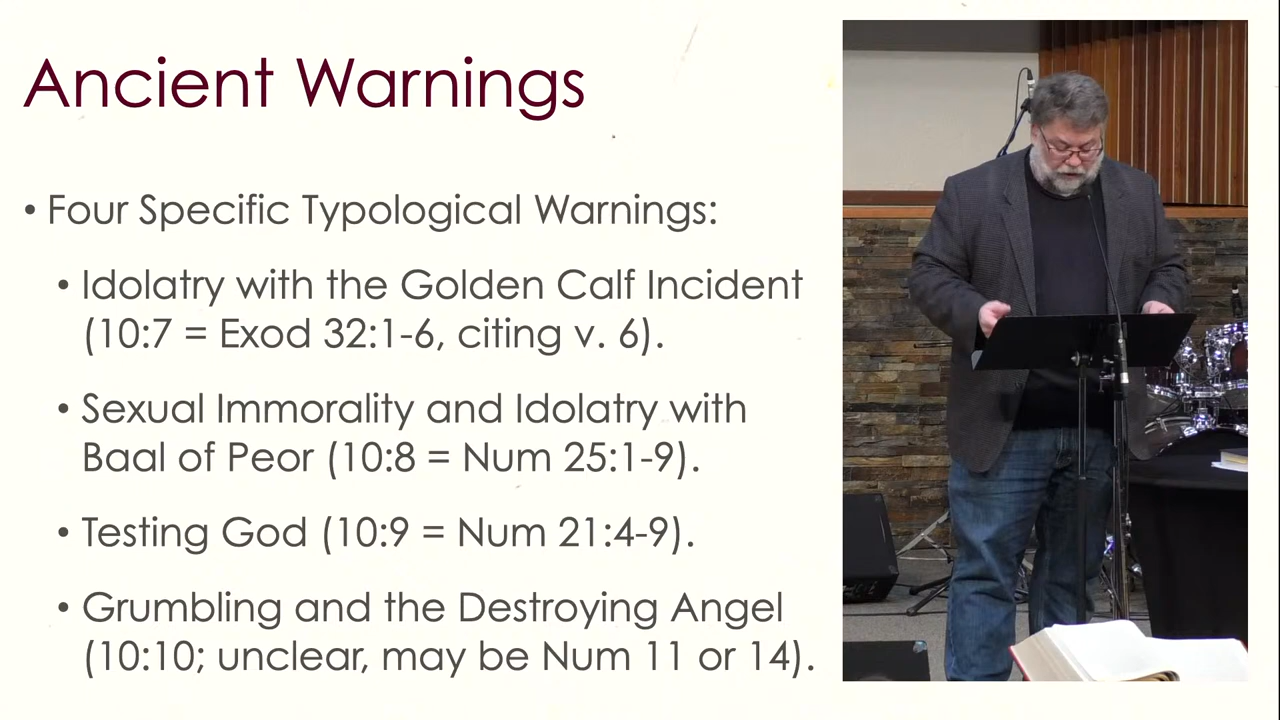 Ancient Warnings
• Four Specific Typological Warnings:
• Idolatry with the Golden Calf Incident
(10:7 = Exod 32:1-6, citing v. 6).
• Sexual Immorality and Idolatry with
Baal of Peor (10:8 = Num 25:1-9).
• Testing God (10:9 = Num 21:4-9).
• Grumbling and the Destroying Angel
(10:10; unclear, may be Num 11 or 14).